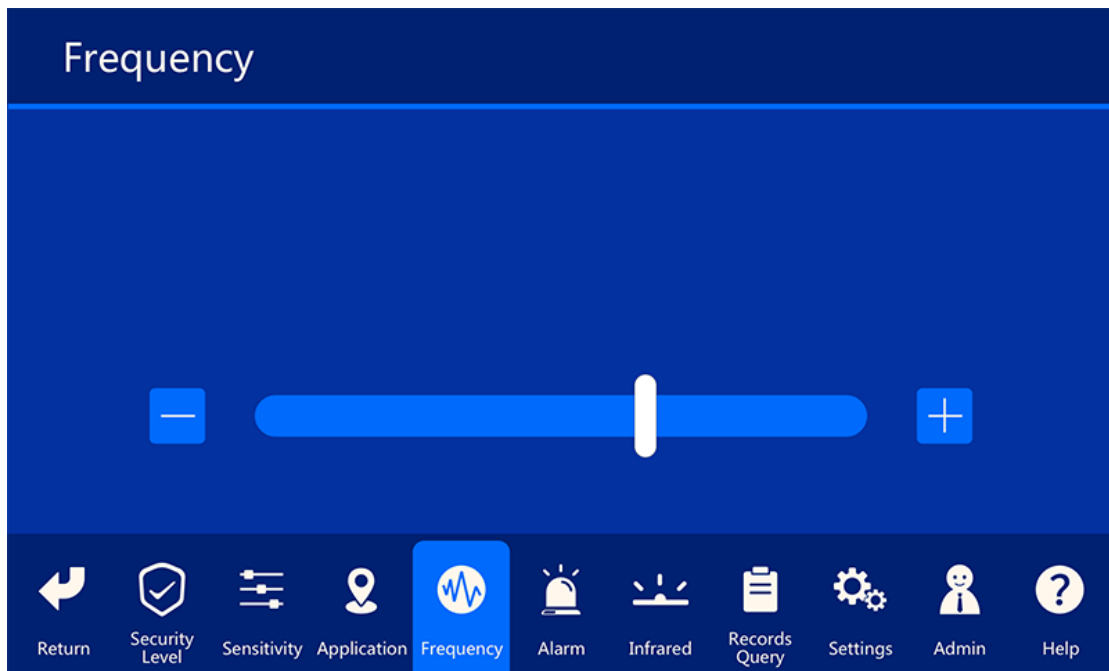 Frequency
Return
Security
Level
Sensitivity
Application
Frequency
Alarm
Infrared
Records
Query
Settings
Admin
Help